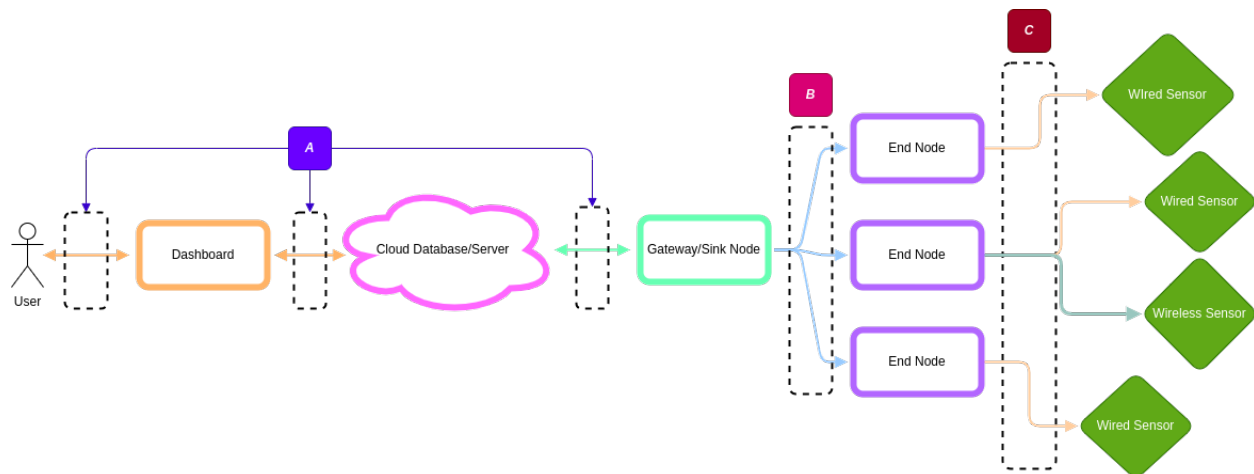 C
B
WIred Sensor
A
End Node
Wired Sensor
User
Dashboard
Cloud Database/Server
Gateway/Sink Node
End Node
Wireless Sensor
End Node
Wired Sensor